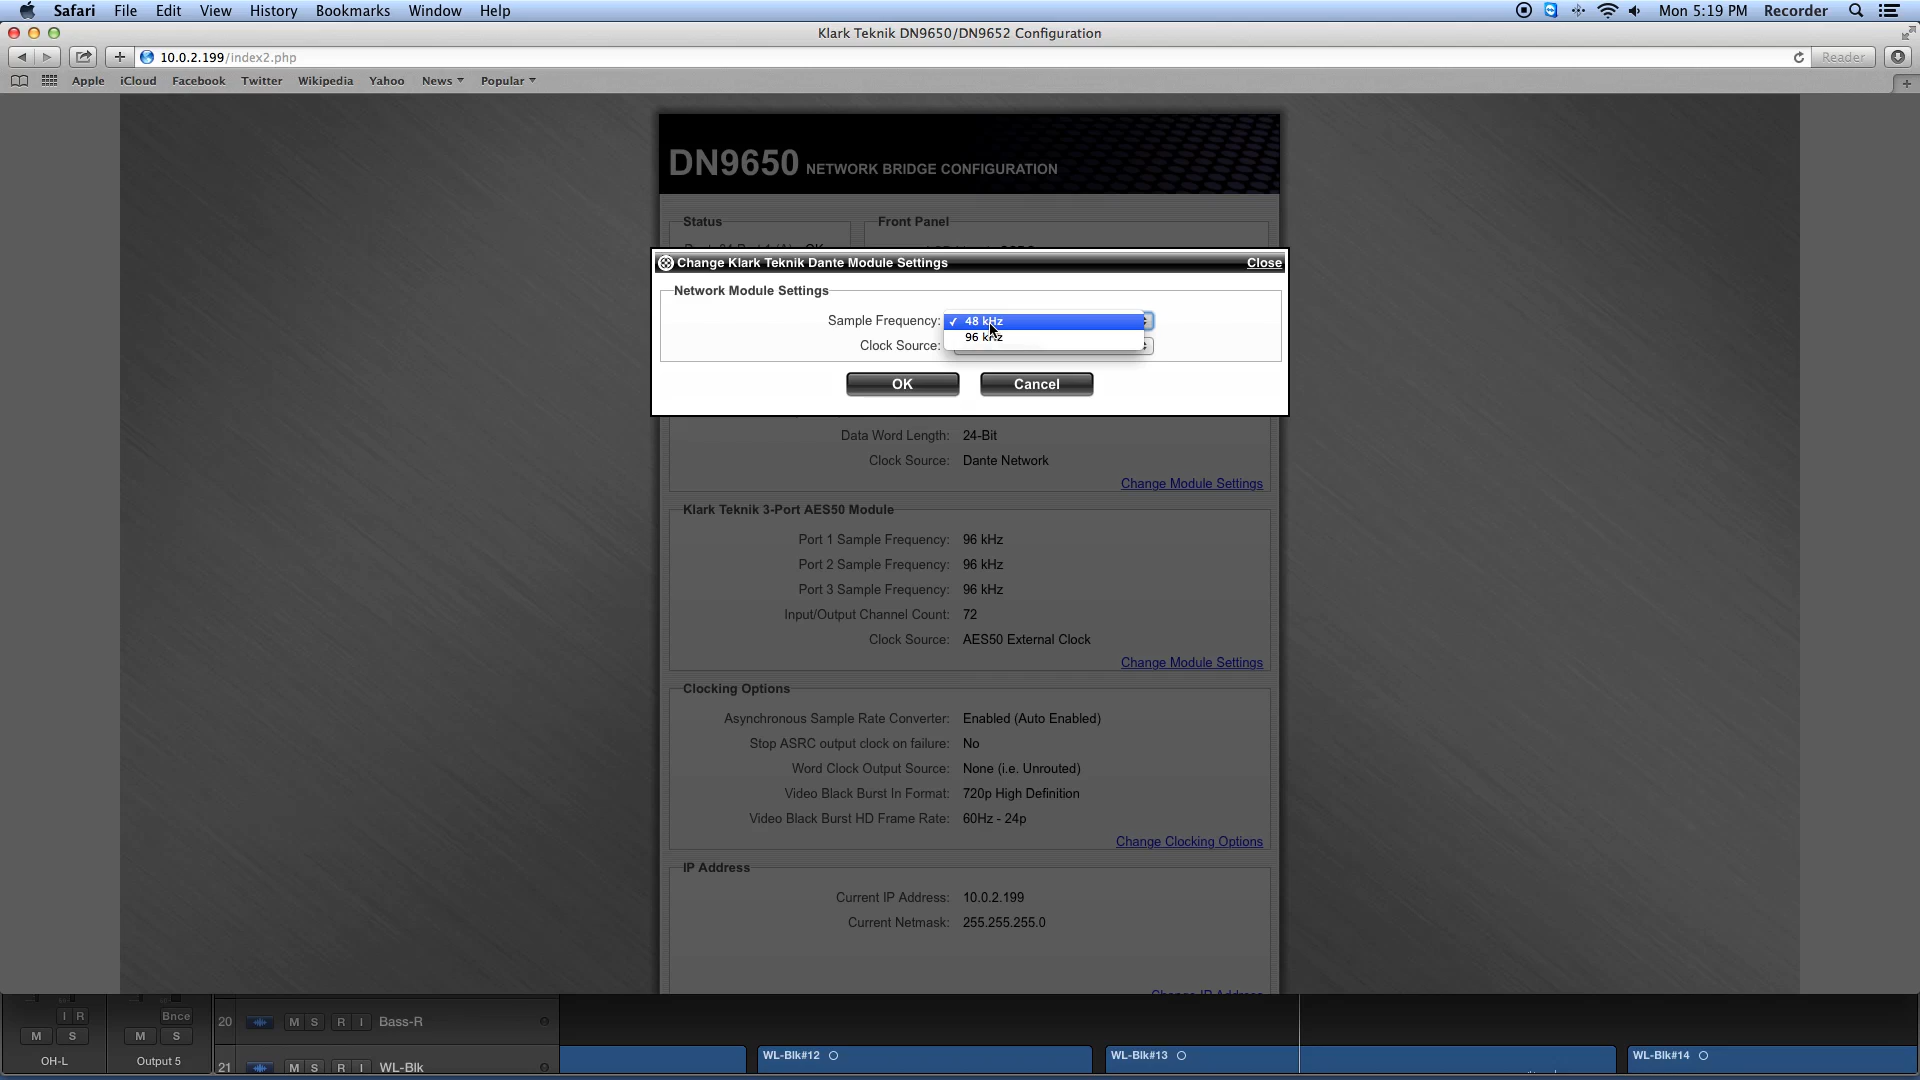 Safari File Edit View History Bookmarks Window Help Mon 5:19 PM Recorder
Klark Teknik DN9650/DN9652 Configuration
10.0.2.199/index2.php Reader
Apple iCloud Facebook Twitter Wikipedia Yahoo News Popular
DN9650 NETWORK BRIDGE CONFIGURATION
Status Front Panel
Change Klark Teknik Dante Module Settings Close
Network Module Settings
Sample Frequency: ✓ 48 kHz
96 kHz
Clock Source:
OK Cancel
Data Word Length: 24-Bit
Clock Source: Dante Network
Change Module Settings
Klark Teknik 3-Port AES50 Module
Port 1 Sample Frequency: 96 kHz
Port 2 Sample Frequency: 96 kHz
Port 3 Sample Frequency: 96 kHz
Input/Output Channel Count: 72
Clock Source: AES50 External Clock
Change Module Settings
Clocking Options
Asynchronous Sample Rate Converter: Enabled (Auto Enabled)
Stop ASRC output clock on failure: No
Word Clock Output Source: None (i.e. Unrouted)
Video Black Burst In Format: 720p High Definition
Video Black Burst HD Frame Rate: 60Hz - 24p
Change Clocking Options
IP Address
Current IP Address: 10.0.2.199
Current Netmask: 255.255.255.0
Change IP Address
I R Bnce 20 M S R I Bass-R
M S M S
OH-L Output 5 21 M S R I WL-Blk WL-Blk#12 WL-Blk#13 WL-Blk#14